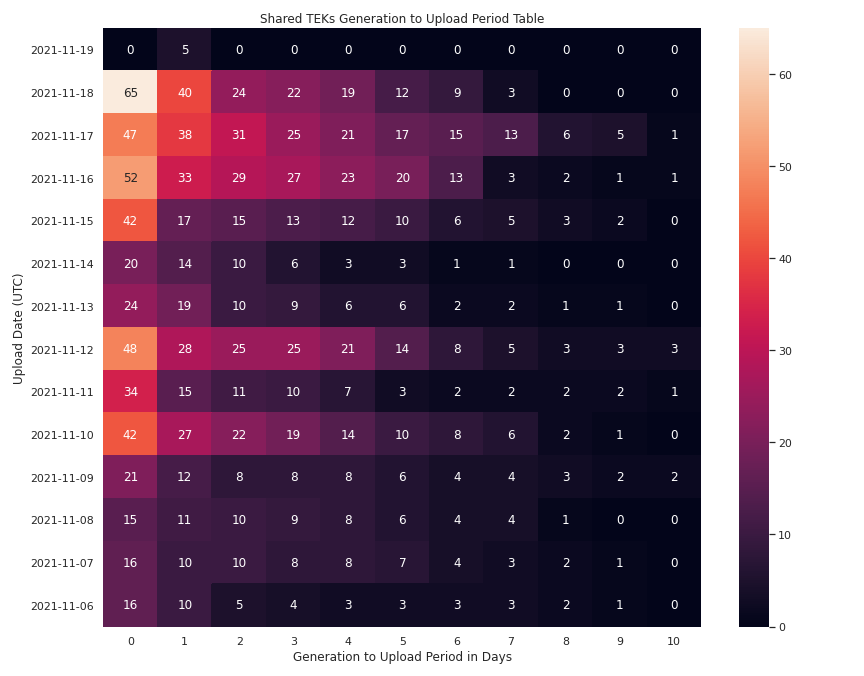 Shared TEKs Generation to Upload Period Table
Upload Date (UTC)
2021-11-19 0 5 0 0 0 0 0 0 0 0 0
2021-11-18 65 40 24 22 19 12 9 3 0 0 0
2021-11-17 47 38 31 25 21 17 15 13 6 5 1
2021-11-16 52 33 29 27 23 20 13 3 2 1 1
2021-11-15 42 17 15 13 12 10 6 5 3 2 0
2021-11-14 20 14 10 6 3 3 1 1 0 0 0
2021-11-13 24 19 10 9 6 6 2 2 1 1 0
2021-11-12 48 28 25 25 21 14 8 5 3 3 3
2021-11-11 34 15 11 10 7 3 2 2 2 2 1
2021-11-10 42 27 22 19 14 10 8 6 2 1 0
2021-11-09 21 12 8 8 8 6 4 4 3 2 2
2021-11-08 15 11 10 9 8 6 4 4 1 0 0
2021-11-07 16 10 10 8 8 7 4 3 2 1 0
2021-11-06 16 10 5 4 3 3 3 3 2 1 0
0 1 2 3 4 5 6 7 8 9 10
Generation to Upload Period in Days
60
50
40
30
20
10
0